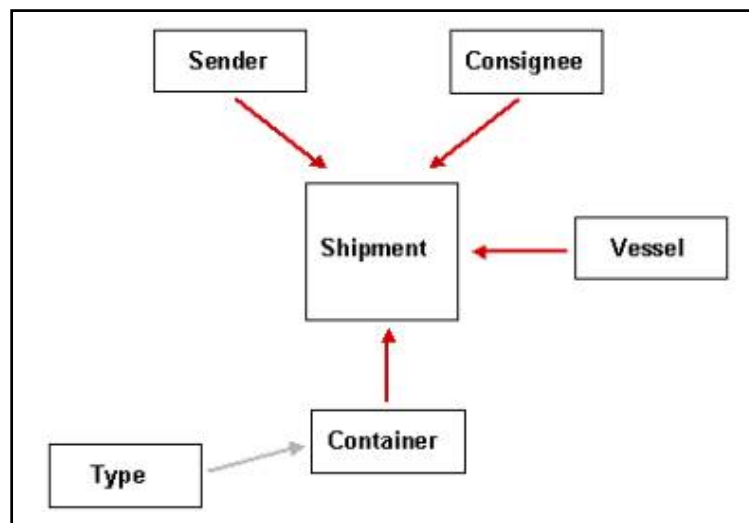 Sender
Consignee
Shipment
Vessel
Container
Type